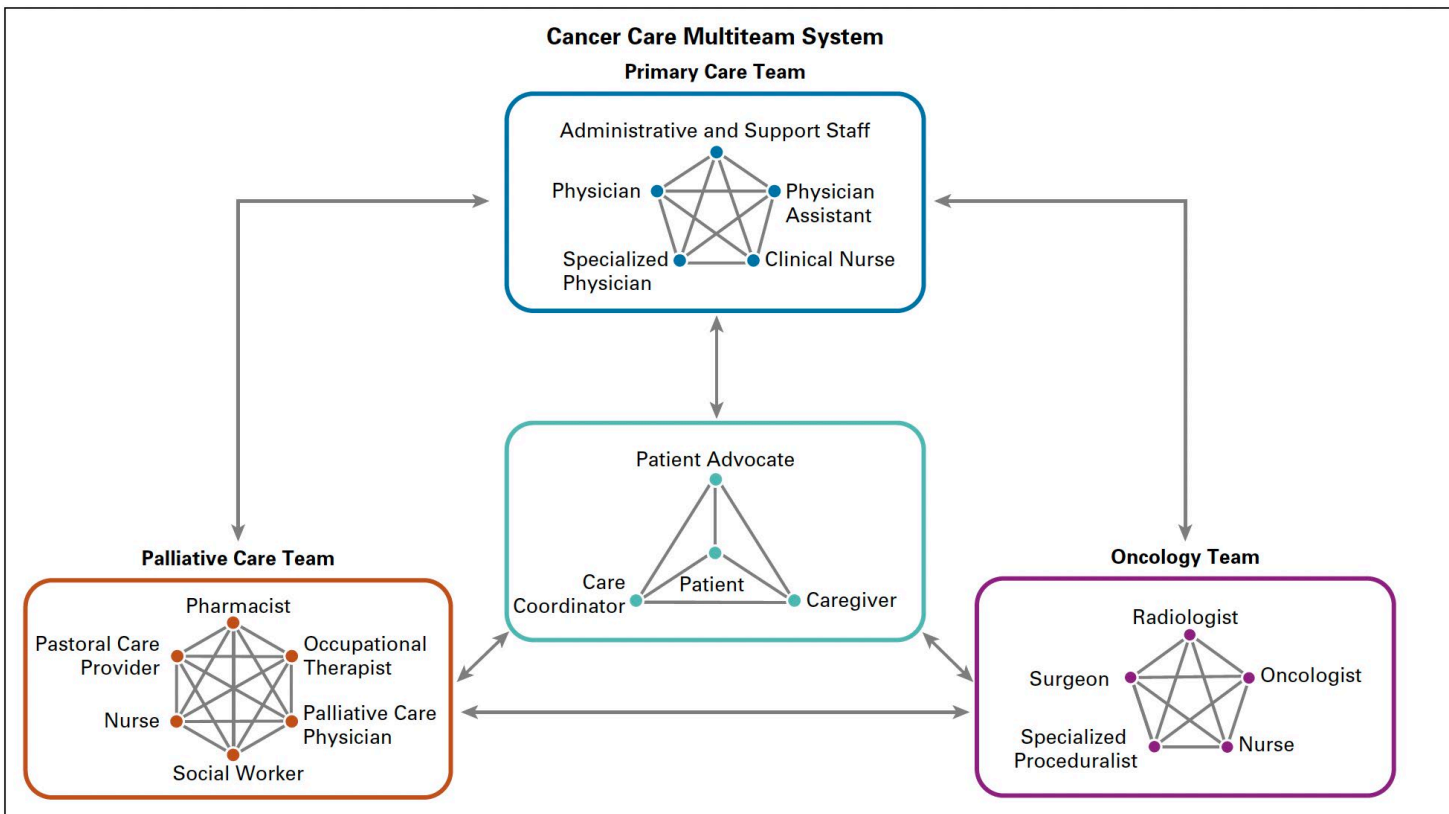 Cancer Care Multiteam System
Primary Care Team
Administrative and Support Staff
Physician
Physician
Assistant
Specialized
Physician
Clinical Nurse
Patient Advocate
Care
Coordinator
Patient
Caregiver
Palliative Care Team
Pharmacist
Pastoral Care
Provider
Occupational
Therapist
Nurse
Palliative Care
Physician
Social Worker
Oncology Team
Radiologist
Surgeon
Oncologist
Specialized
Proceduralist
Nurse